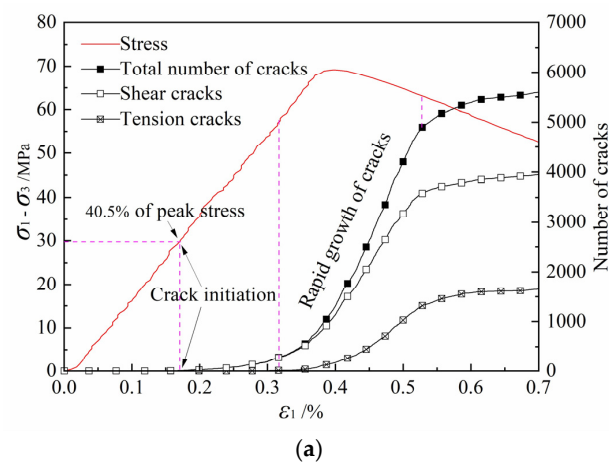 Stress
Total number of cracks
Shear cracks
Tension cracks
40.5% of peak stress
Crack initiation
Rapid growth of cracks
σ1 - σ3 /MPa
80
70
60
50
40
30
20
10
0
0.0 0.1 0.2 0.3 0.4 0.5 0.6 0.7
ε1 /%
7000
6000
5000
4000
3000
2000
1000
0
Number of cracks
(a)